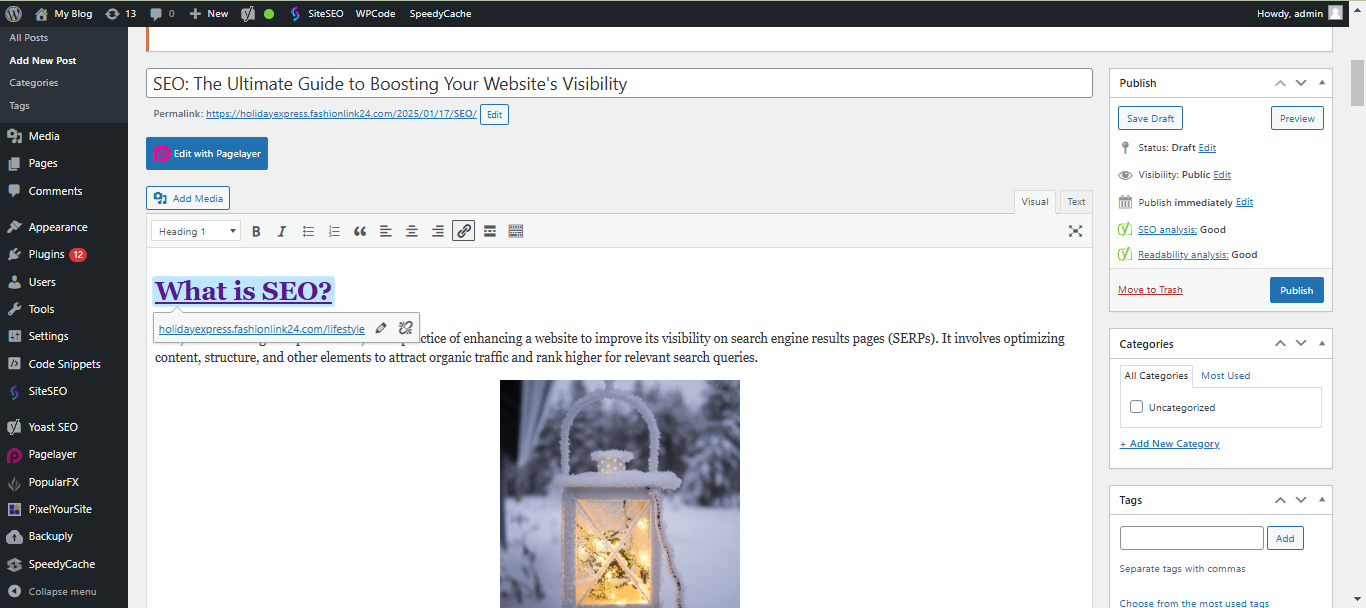 My Blog 13 0 New SiteSEO WPCode SpeedyCache Howdy, admin
All Posts
Add New Post
Categories
Tags
Media
Pages
Comments
Appearance
Plugins 12
Users
Tools
Settings
Code Snippets
SiteSEO
Yoast SEO
Pagelayer
PopularFX
PixelYourSite
Backuply
SpeedyCache
Collapse menu
SEO: The Ultimate Guide to Boosting Your Website's Visibility
Permalink: https://holidayexpress.fashionlink24.com/2025/01/17/SEO/ Edit
Edit with Pagelayer
Add Media
Visual Text
Heading 1
What is SEO?
holidayexpress.fashionlink24.com/lifestyle
of enhancing a website to improve its visibility on search engine results pages (SERPs). It involves optimizing
content, structure, and other elements to attract organic traffic and rank higher for relevant search queries.
Publish
Save Draft Preview
Status: Draft Edit
Visibility: Public Edit
Publish immediately Edit
SEO analysis: Good
Readability analysis: Good
Move to Trash Publish
Categories
All Categories Most Used
Uncategorized
+ Add New Category
Tags
Add
Separate tags with commas
Choose from the most used tags